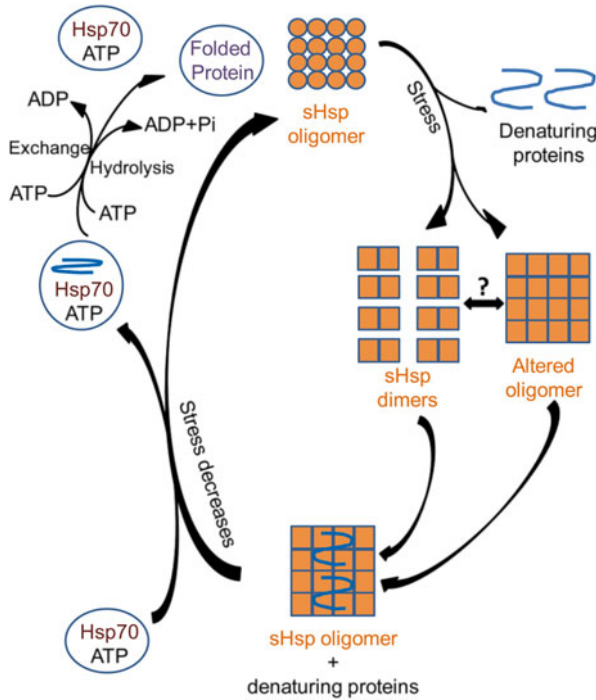 Hsp70
ATP
Folded
Protein
sHsp
oligomer
Stress
Denaturing
proteins
ADP
ADP+Pi
Exchange
Hydrolysis
ATP
ATP
Hsp70
ATP
?
sHsp
dimers
Altered
oligomer
Stress decreases
Hsp70
ATP
sHsp oligomer
+
denaturing proteins